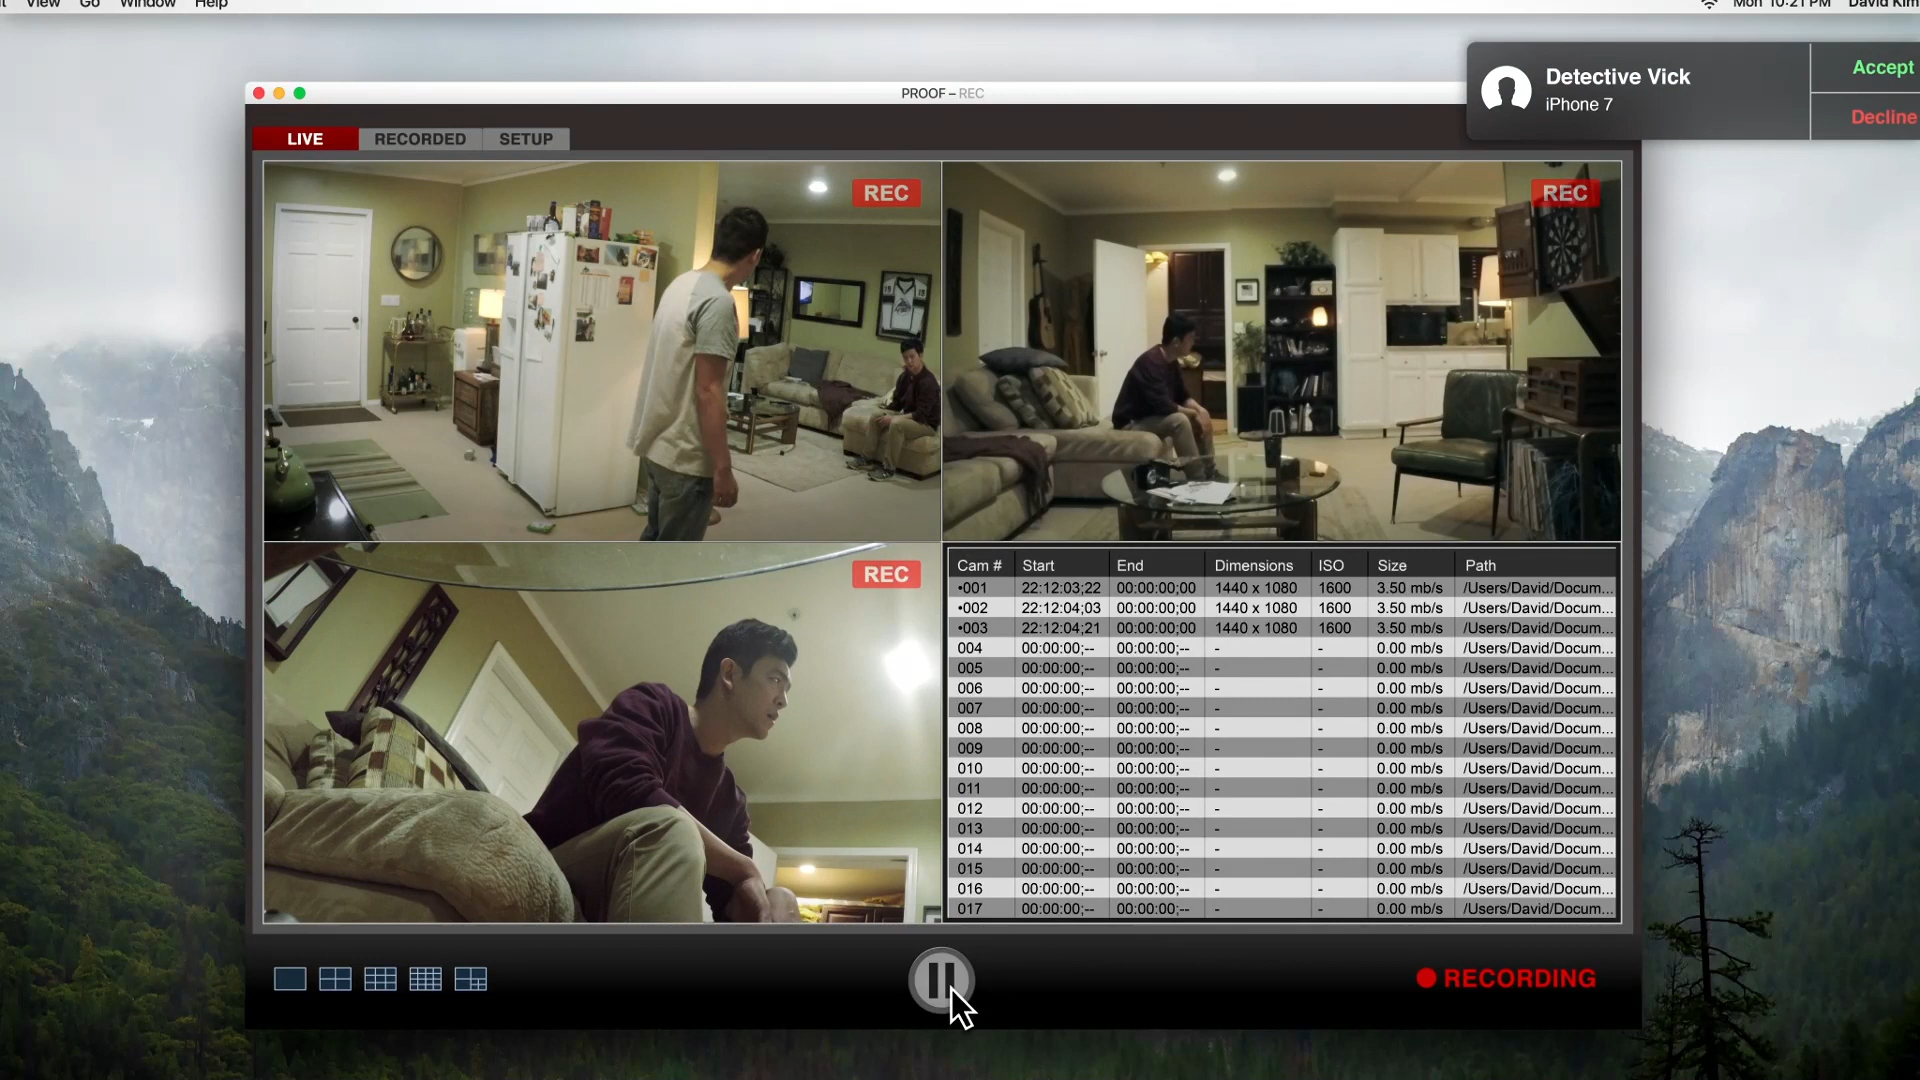 View Go Window Help
Mon 10:21 PM David Kim
Detective Vick
iPhone 7
Accept
Decline
PROOF – REC
LIVE RECORDED SETUP
REC
REC
REC
Cam # Start End Dimensions ISO Size Path
•001 22:12:03;22 00:00:00;00 1440 x 1080 1600 3.50 mb/s /Users/David/Docum...
•002 22:12:04;03 00:00:00;00 1440 x 1080 1600 3.50 mb/s /Users/David/Docum...
•003 22:12:04;21 00:00:00;00 1440 x 1080 1600 3.50 mb/s /Users/David/Docum...
004 00:00:00;-- 00:00:00;-- - - 0.00 mb/s /Users/David/Docum...
005 00:00:00;-- 00:00:00;-- - - 0.00 mb/s /Users/David/Docum...
006 00:00:00;-- 00:00:00;-- - - 0.00 mb/s /Users/David/Docum...
007 00:00:00;-- 00:00:00;-- - - 0.00 mb/s /Users/David/Docum...
008 00:00:00;-- 00:00:00;-- - - 0.00 mb/s /Users/David/Docum...
009 00:00:00;-- 00:00:00;-- - - 0.00 mb/s /Users/David/Docum...
010 00:00:00;-- 00:00:00;-- - - 0.00 mb/s /Users/David/Docum...
011 00:00:00;-- 00:00:00;-- - - 0.00 mb/s /Users/David/Docum...
012 00:00:00;-- 00:00:00;-- - - 0.00 mb/s /Users/David/Docum...
013 00:00:00;-- 00:00:00;-- - - 0.00 mb/s /Users/David/Docum...
014 00:00:00;-- 00:00:00;-- - - 0.00 mb/s /Users/David/Docum...
015 00:00:00;-- 00:00:00;-- - - 0.00 mb/s /Users/David/Docum...
016 00:00:00;-- 00:00:00;-- - - 0.00 mb/s /Users/David/Docum...
017 00:00:00;-- 00:00:00;-- - - 0.00 mb/s /Users/David/Docum...
RECORDING